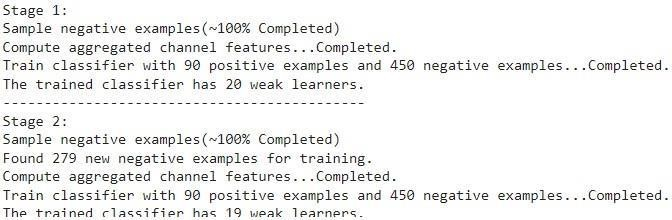 Stage 1:
Sample negative examples(~100% Completed)
Compute aggregated channel features...Completed.
Train classifier with 90 positive examples and 450 negative examples...Completed.
The trained classifier has 20 weak learners.
--------------------------------------------
Stage 2:
Sample negative examples(~100% Completed)
Found 279 new negative examples for training.
Compute aggregated channel features...Completed.
Train classifier with 90 positive examples and 450 negative examples...Completed.
The trained classifier has 19 weak learners.